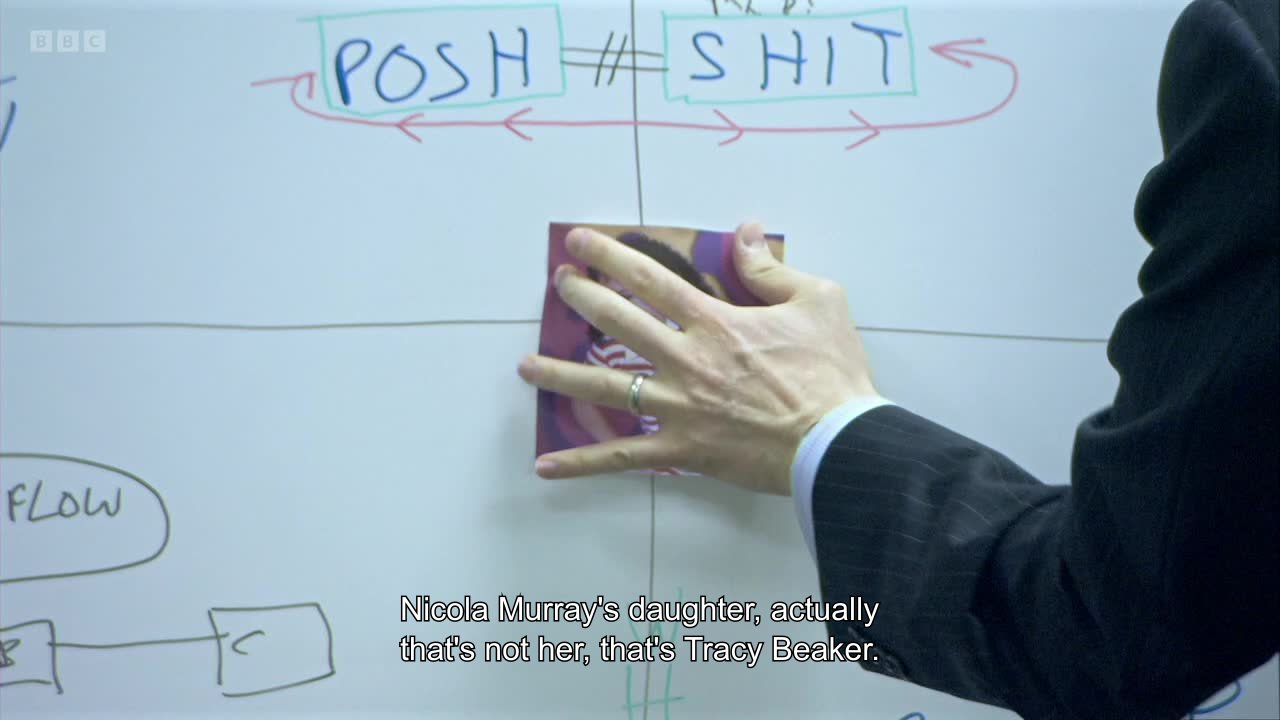 BBC
POSH
SHIT
FLOW
B
C
Nicola Murray's daughter, actually
that's not her, that's Tracy Beaker.